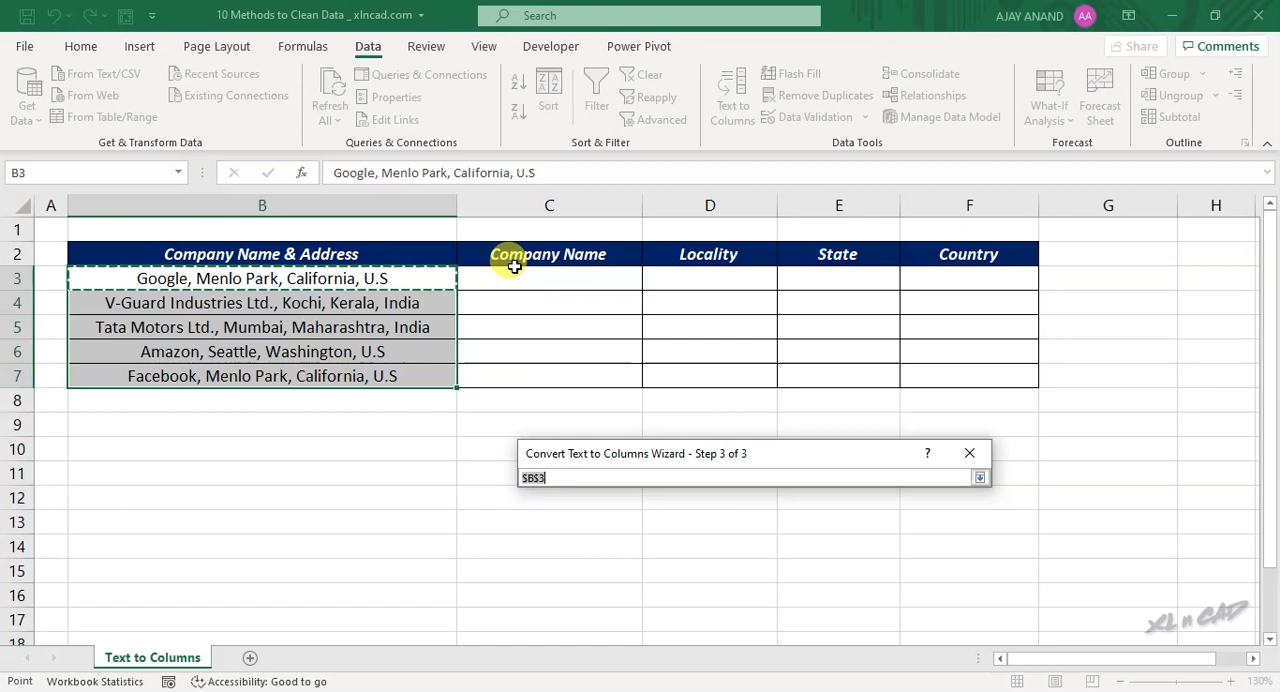 10 Methods to Clean Data _ xlncad.com
Search
AJAY ANAND
AA
File Home Insert Page Layout Formulas Data Review View Developer Power Pivot
Share
Comments
Get Data
From Text/CSV
From Web
From Table/Range
Recent Sources
Existing Connections
Get & Transform Data
Refresh All
Queries & Connections
Properties
Edit Links
Queries & Connections
Sort
Filter
Clear
Reapply
Advanced
Sort & Filter
Text to Columns
Flash Fill
Remove Duplicates
Data Validation
Consolidate
Relationships
Manage Data Model
Data Tools
What-If Analysis
Forecast Sheet
Forecast
Group
Ungroup
Subtotal
Outline
B3
fx
Google, Menlo Park, California, U.S
A B C D E F G H
1
2 Company Name & Address Company Name Locality State Country
3 Google, Menlo Park, California, U.S
4 V-Guard Industries Ltd., Kochi, Kerala, India
5 Tata Motors Ltd., Mumbai, Maharashtra, India
6 Amazon, Seattle, Washington, U.S
7 Facebook, Menlo Park, California, U.S
8
9
10
11
12
13
14
15
16
17
18
Convert Text to Columns Wizard - Step 3 of 3
?
$B$3
XL n CAD
Text to Columns
Point
Workbook Statistics
Accessibility: Good to go
130%